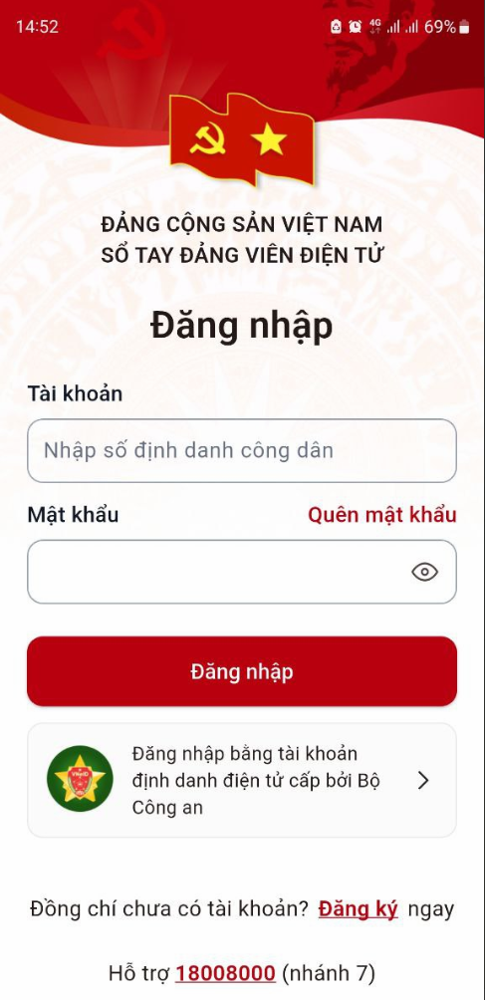 14:52
4G
69%
ĐẢNG CỘNG SẢN VIỆT NAM
SỔ TAY ĐẢNG VIÊN ĐIỆN TỬ
Đăng nhập
Tài khoản
Nhập số định danh công dân
Mật khẩu Quên mật khẩu
Đăng nhập
VNeID
Đăng nhập bằng tài khoản
định danh điện tử cấp bởi Bộ
Công an
Đồng chí chưa có tài khoản? Đăng ký ngay
Hỗ trợ 18008000 (nhánh 7)